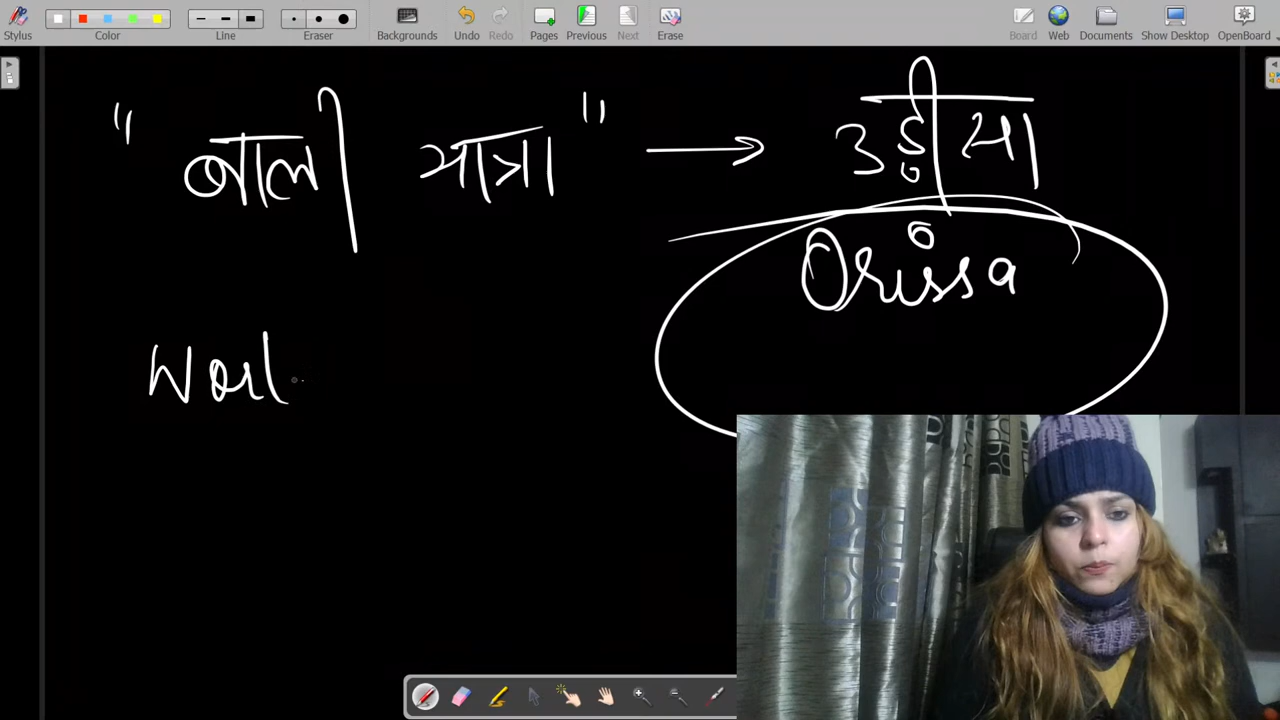 Stylus Color Line Eraser Backgrounds Undo Redo Pages Previous Next Erase Board Web Documents Show Desktop OpenBoard
"बाली यात्रा" → उड़ीसा
Orissa
Worl